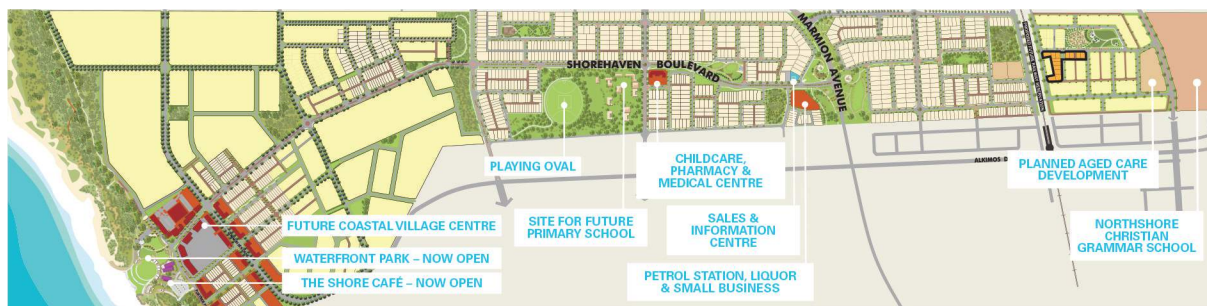 SHOREHAVEN BOULEVARD
MARMION AVENUE
ALKIMOS D
PLAYING OVAL
CHILDCARE,
PHARMACY &
MEDICAL CENTRE
PLANNED AGED CARE
DEVELOPMENT
FUTURE COASTAL VILLAGE CENTRE
SITE FOR FUTURE
PRIMARY SCHOOL
SALES &
INFORMATION
CENTRE
NORTHSHORE
CHRISTIAN
GRAMMAR SCHOOL
WATERFRONT PARK – NOW OPEN
THE SHORE CAFÉ – NOW OPEN
PETROL STATION, LIQUOR
& SMALL BUSINESS